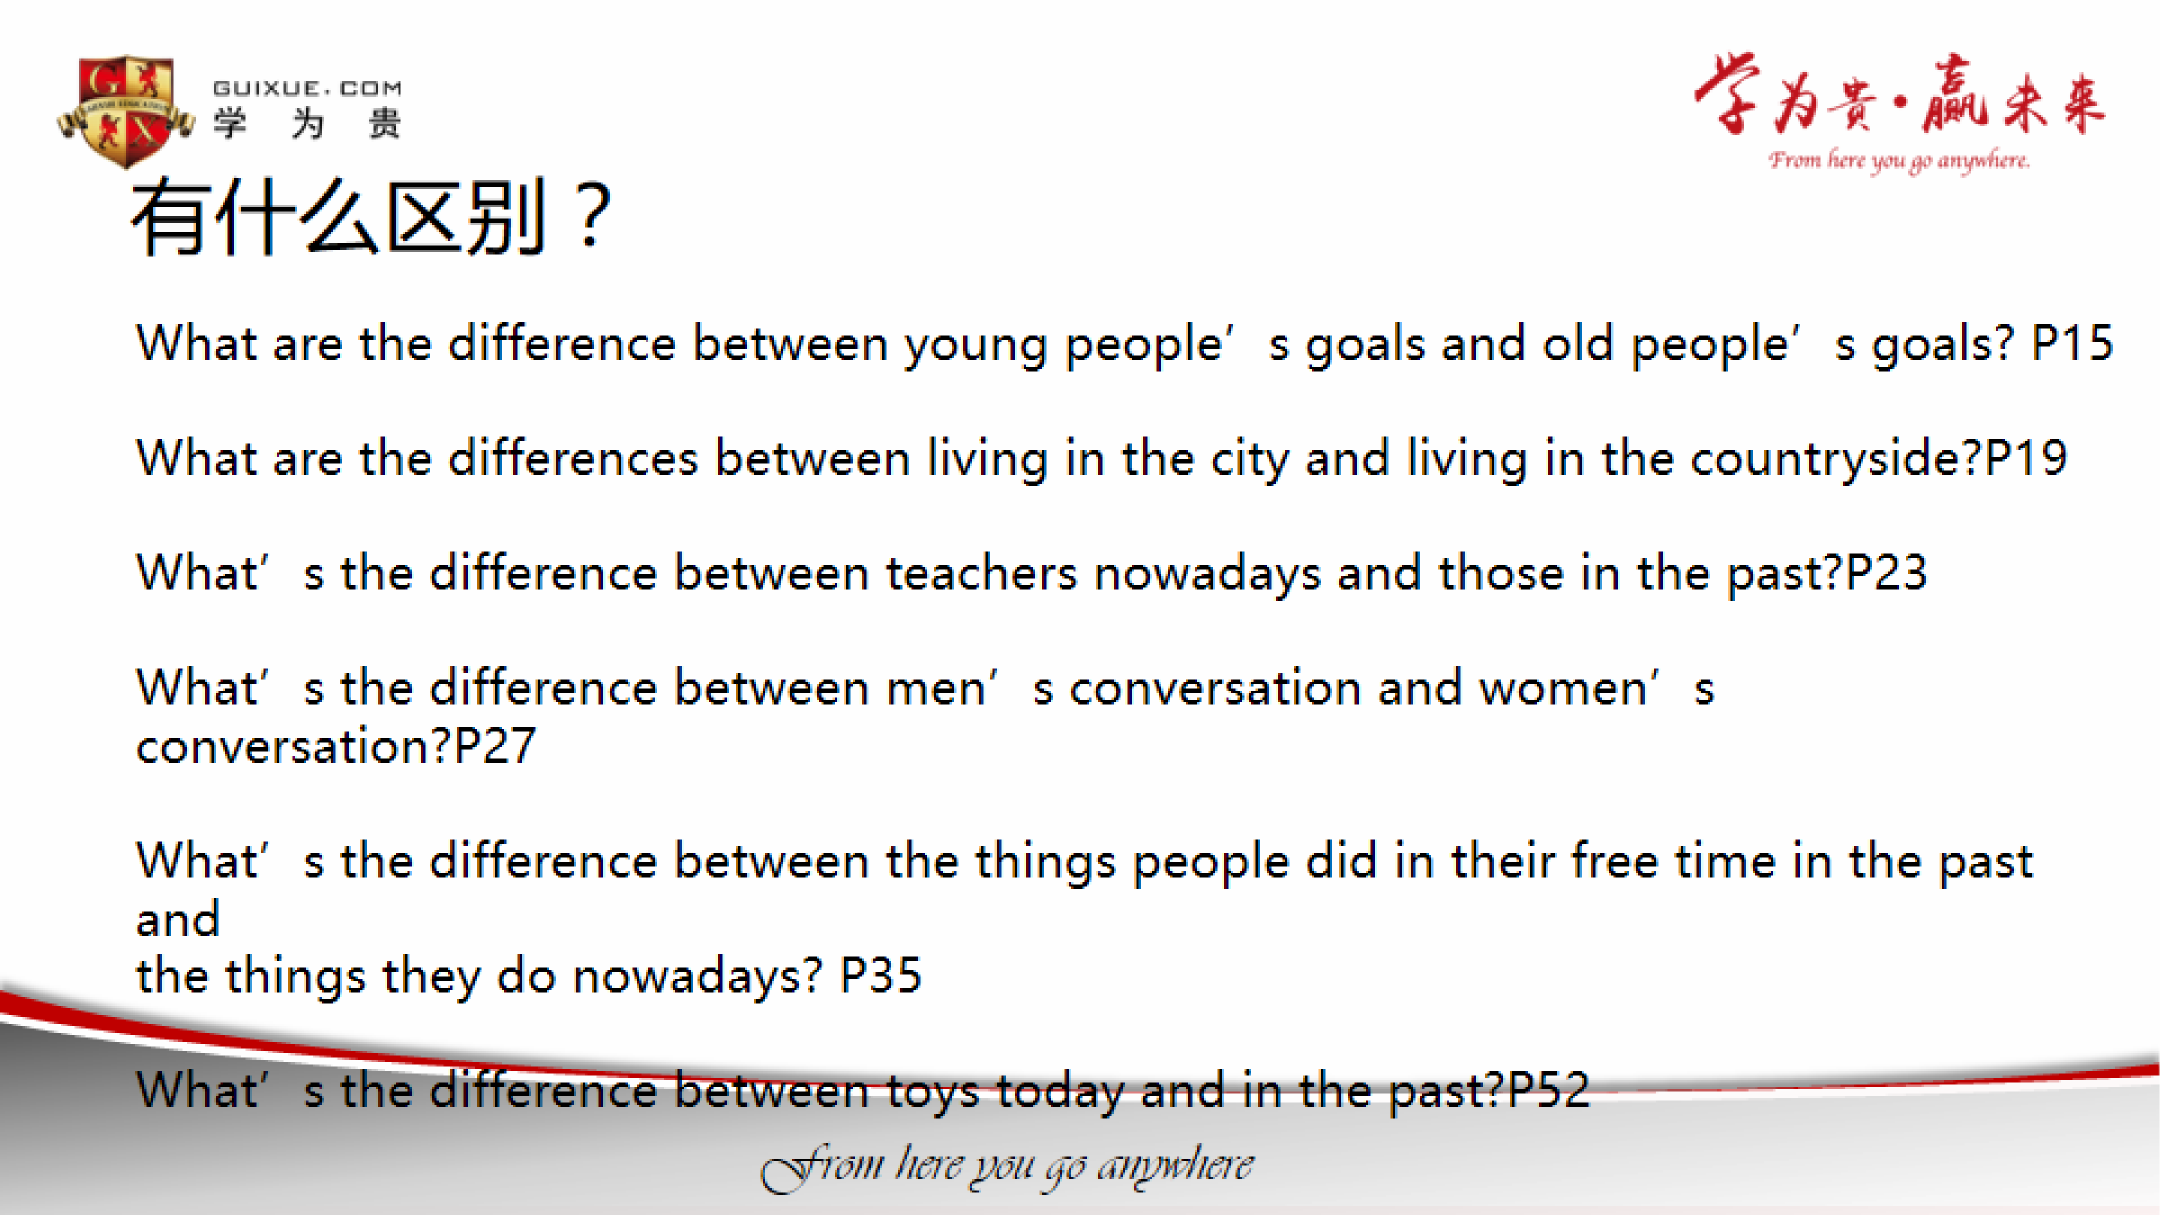 GUIXUE.COM
学为贵
学为贵·赢未来
From here you go anywhere.
有什么区别？
What are the difference between young people’s goals and old people’s goals? P15
What are the differences between living in the city and living in the countryside?P19
What’s the difference between teachers nowadays and those in the past?P23
What’s the difference between men’s conversation and women’s
conversation?P27
What’s the difference between the things people did in their free time in the past
and
the things they do nowadays? P35
What’s the difference between toys today and in the past?P52
From here you go anywhere